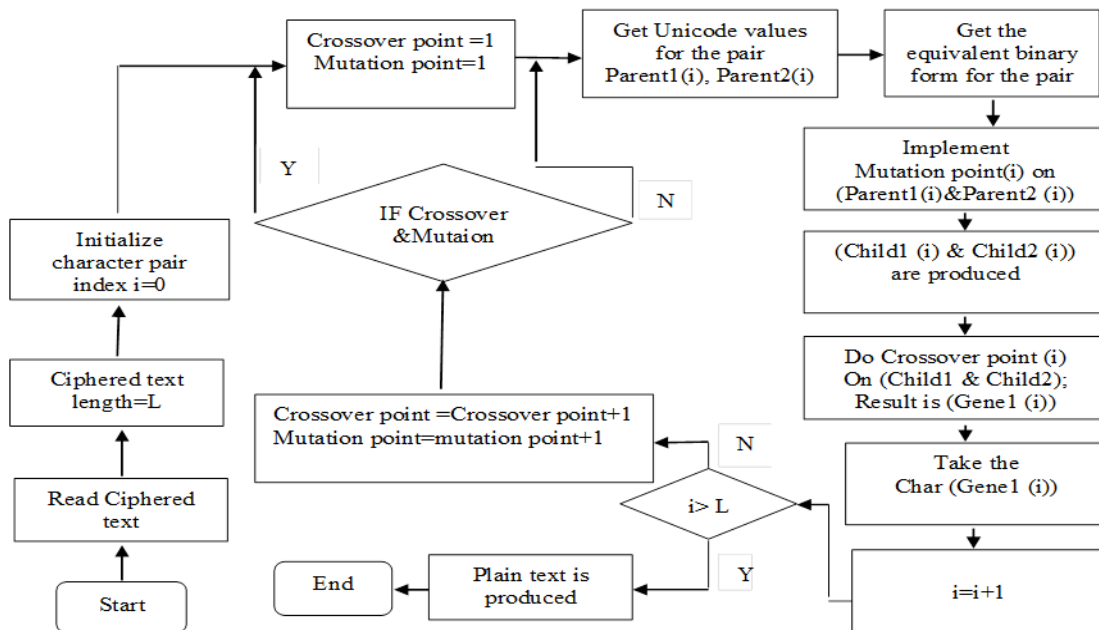 Start
Read Ciphered
text
Ciphered text
length=L
Initialize
character pair
index i=0
Crossover point =1
Mutation point=1
Get Unicode values
for the pair
Parent1(i), Parent2(i)
Get the
equivalent binary
form for the pair
Implement
Mutation point(i) on
(Parent1(i)&Parent2 (i))
(Child1 (i) & Child2 (i))
are produced
Do Crossover point (i)
On (Child1 & Child2);
Result is (Gene1 (i))
Take the
Char (Gene1 (i))
i=i+1
i> L
N
Y
Crossover point =Crossover point+1
Mutation point=mutation point+1
IF Crossover
&Mutaion
Y
N
Plain text is
produced
End